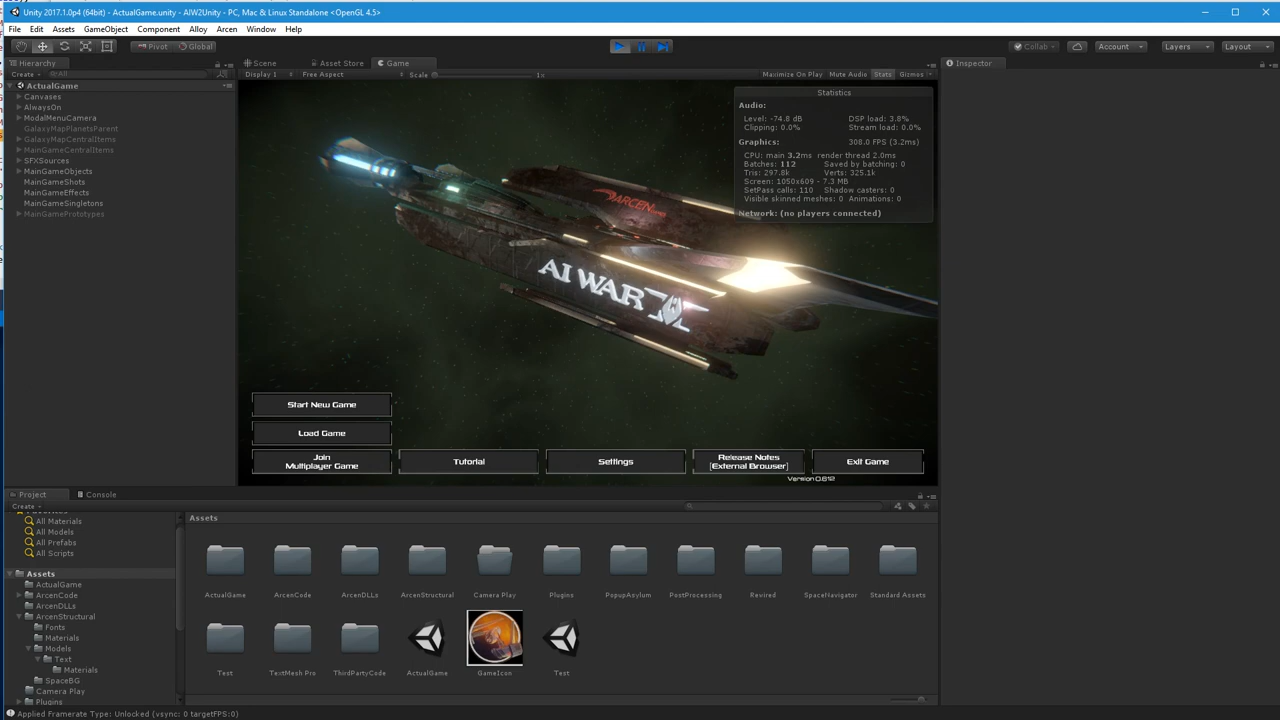 Unity 2017.1.0p4 (64bit) - ActualGame.unity - AIW2Unity - PC, Mac & Linux Standalone <OpenGL 4.5>
File Edit Assets GameObject Component Alloy Arcen Window Help
Pivot Global Collab Account Layers Layout
Hierarchy Scene Asset Store Game Inspector
Create All Display 1 Free Aspect Scale 1x Maximize On Play Mute Audio Stats Gizmos
ActualGame
Canvases
AlwaysOn
ModalMenuCamera
GalaxyMapPlanetsParent
GalaxyMapCentralItems
MainGameCentralItems
SFXSources
MainGameObjects
MainGameShots
MainGameEffects
MainGameSingletons
MainGamePrototypes
Statistics
Audio:
Level: -74.8 dB DSP load: 3.8%
Clipping: 0.0% Stream load: 0.0%
Graphics: 308.0 FPS (3.2ms)
CPU: main 3.2ms render thread 2.0ms
Batches: 112 Saved by batching: 0
Tris: 297.8k Verts: 325.1k
Screen: 1050x609 - 7.3 MB
SetPass calls: 110 Shadow casters: 0
Visible skinned meshes: 0 Animations: 0
Network: (no players connected)
ARCEN
AI WAR II
Start New Game
Load Game
Join
Multiplayer Game
Tutorial
Settings
Release Notes
[External Browser]
Exit Game
Version 0.612
Project Console
Create
Favorites
All Materials
All Models
All Prefabs
All Scripts
Assets
ActualGame
ArcenCode
ArcenDLLs
ArcenStructural
Fonts
Materials
Models
Text
Materials
SpaceBG
Camera Play
Plugins
Assets
ActualGame ArcenCode ArcenDLLs ArcenStructural Camera Play Plugins PopupAsylum PostProcessing Rewired SpaceNavigator Standard Assets
Test TextMesh Pro ThirdPartyCode ActualGame GameIcon Test
Applied Framerate Type: Unlocked (vsync: 0 targetFPS:0)